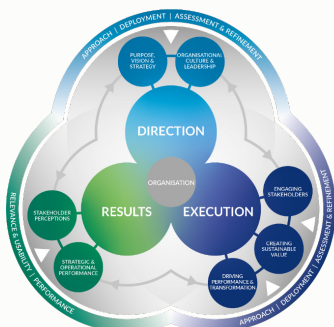 APPROACH | DEPLOYMENT | ASSESSMENT & REFINEMENT
PURPOSE,
VISION &
STRATEGY
ORGANISATIONAL
CULTURE &
LEADERSHIP
DIRECTION
ORGANISATION
RESULTS
EXECUTION
STAKEHOLDER
PERCEPTIONS
STRATEGIC &
OPERATIONAL
PERFORMANCE
ENGAGING
STAKEHOLDERS
CREATING
SUSTAINABLE
VALUE
DRIVING
PERFORMANCE &
TRANSFORMATION
RELEVANCE & USABILITY | PERFORMANCE
APPROACH | DEPLOYMENT | ASSESSMENT & REFINEMENT